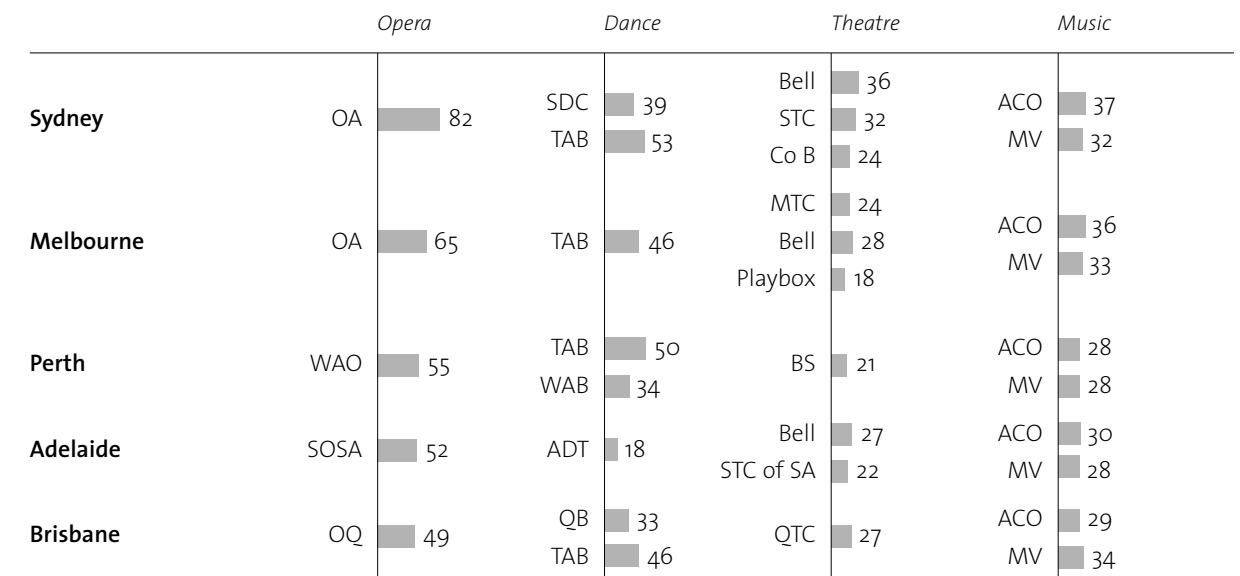 Opera Dance Theatre Music
Bell 36
SDC 39 ACO 37
Sydney OA 82 STC 32
TAB 53 MV 32
Co B 24
MTC 24
ACO 36
Melbourne OA 65 TAB 46 Bell 28
MV 33
Playbox 18
TAB 50 ACO 28
Perth WAO 55 BS 21
WAB 34 MV 28
Bell 27 ACO 30
Adelaide SOSA 52 ADT 18
STC of SA 22 MV 28
QB 33 ACO 29
Brisbane OQ 49 QTC 27
TAB 46 MV 34